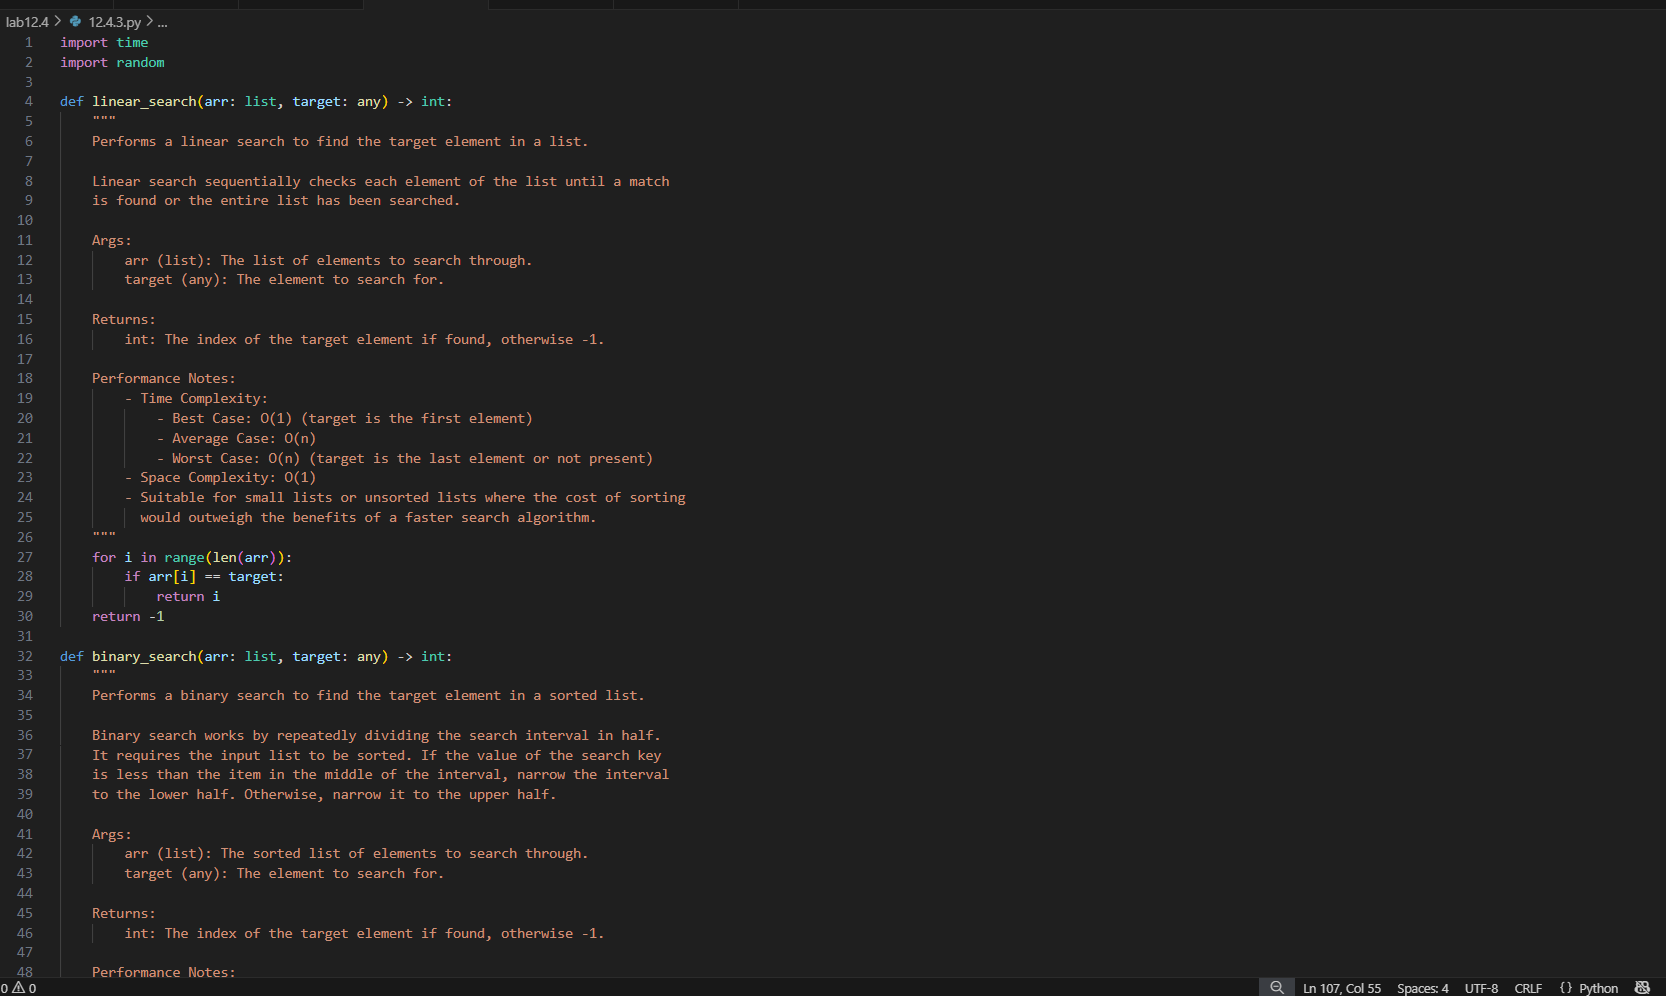 lab12.4 > 12.4.3.py > ...
1 import time
2 import random
3
4 def linear_search(arr: list, target: any) -> int:
5 """
6 Performs a linear search to find the target element in a list.
7
8 Linear search sequentially checks each element of the list until a match
9 is found or the entire list has been searched.
10
11 Args:
12 arr (list): The list of elements to search through.
13 target (any): The element to search for.
14
15 Returns:
16 int: The index of the target element if found, otherwise -1.
17
18 Performance Notes:
19 - Time Complexity:
20 - Best Case: O(1) (target is the first element)
21 - Average Case: O(n)
22 - Worst Case: O(n) (target is the last element or not present)
23 - Space Complexity: O(1)
24 - Suitable for small lists or unsorted lists where the cost of sorting
25 would outweigh the benefits of a faster search algorithm.
26 """
27 for i in range(len(arr)):
28 if arr[i] == target:
29 return i
30 return -1
31
32 def binary_search(arr: list, target: any) -> int:
33 """
34 Performs a binary search to find the target element in a sorted list.
35
36 Binary search works by repeatedly dividing the search interval in half.
37 It requires the input list to be sorted. If the value of the search key
38 is less than the item in the middle of the interval, narrow the interval
39 to the lower half. Otherwise, narrow it to the upper half.
40
41 Args:
42 arr (list): The sorted list of elements to search through.
43 target (any): The element to search for.
44
45 Returns:
46 int: The index of the target element if found, otherwise -1.
47
48 Performance Notes:
0 0 Ln 107, Col 55 Spaces: 4 UTF-8 CRLF {} Python